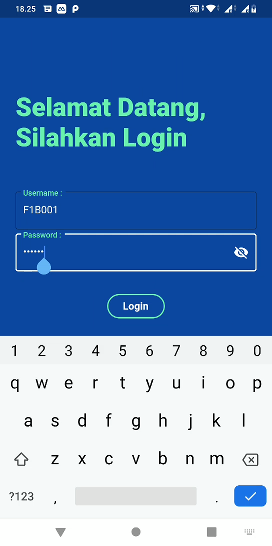 18.25
Selamat Datang,
Silahkan Login
Username :
F1B001
Password :
••••••
Login
1 2 3 4 5 6 7 8 9 0
q w e r t y u i o p
a s d f g h j k l
z x c v b n m
?123 , .